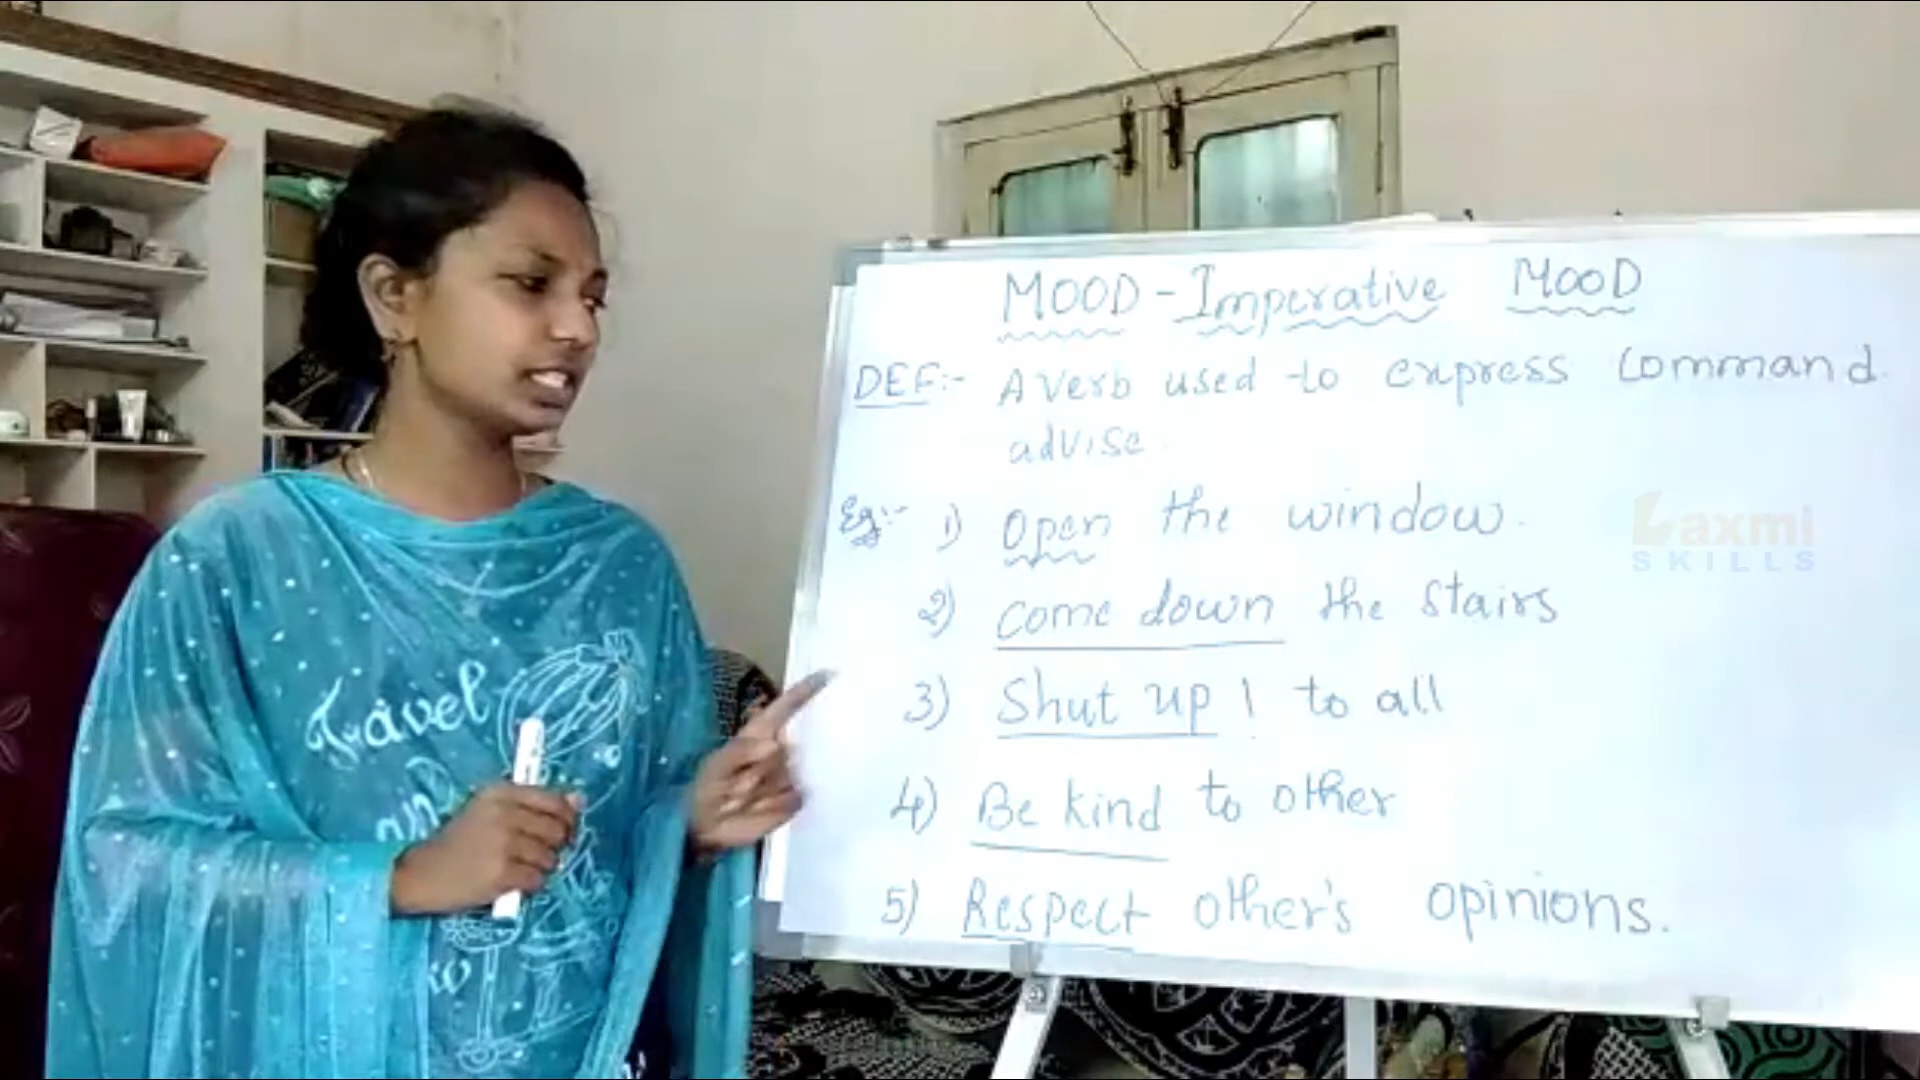 MOOD - Imperative MOOD
DEF:- A Verb used to express Command
advise.
Eg:- 1) Open the window.
2) come down the stairs
3) Shut up ! to all
4) Be kind to other
5) Respect other's opinions.
Laxmi
SKILLS
Travel